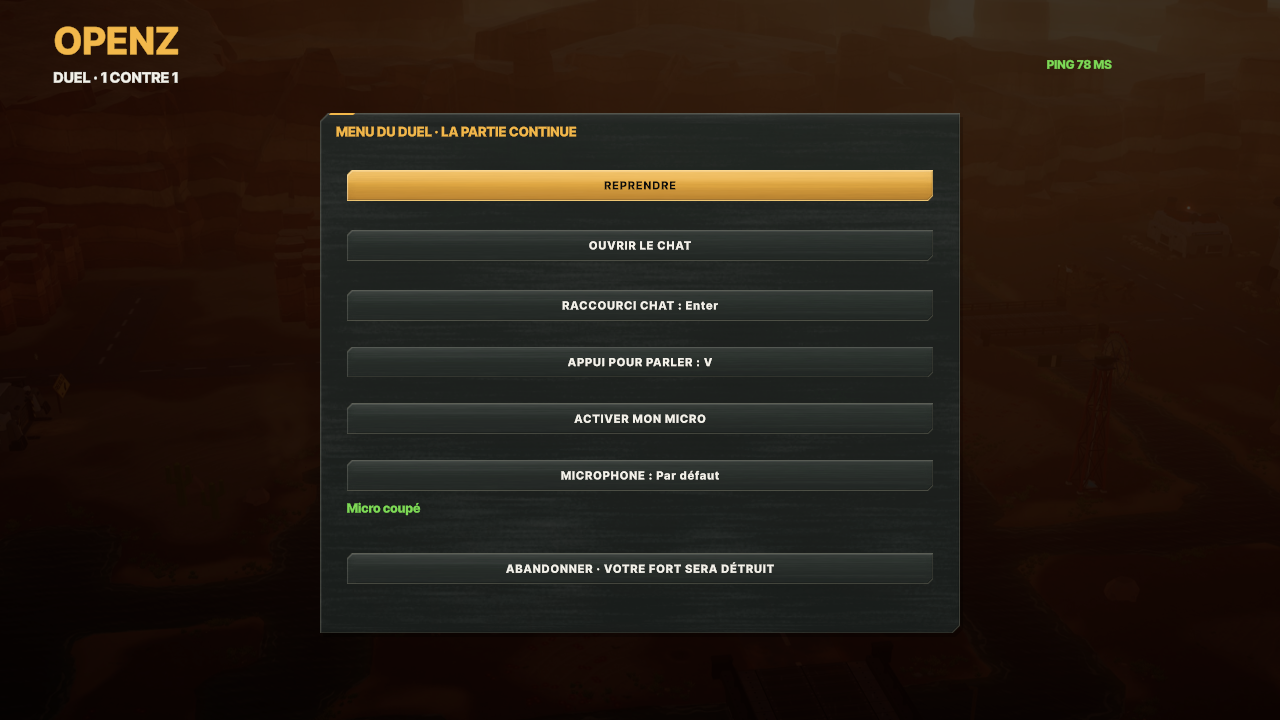 OPENZ
DUEL · 1 CONTRE 1
PING 78 MS
MENU DU DUEL · LA PARTIE CONTINUE
REPRENDRE
OUVRIR LE CHAT
RACCOURCI CHAT : Enter
APPUI POUR PARLER : V
ACTIVER MON MICRO
MICROPHONE : Par défaut
Micro coupé
ABANDONNER · VOTRE FORT SERA DÉTRUIT